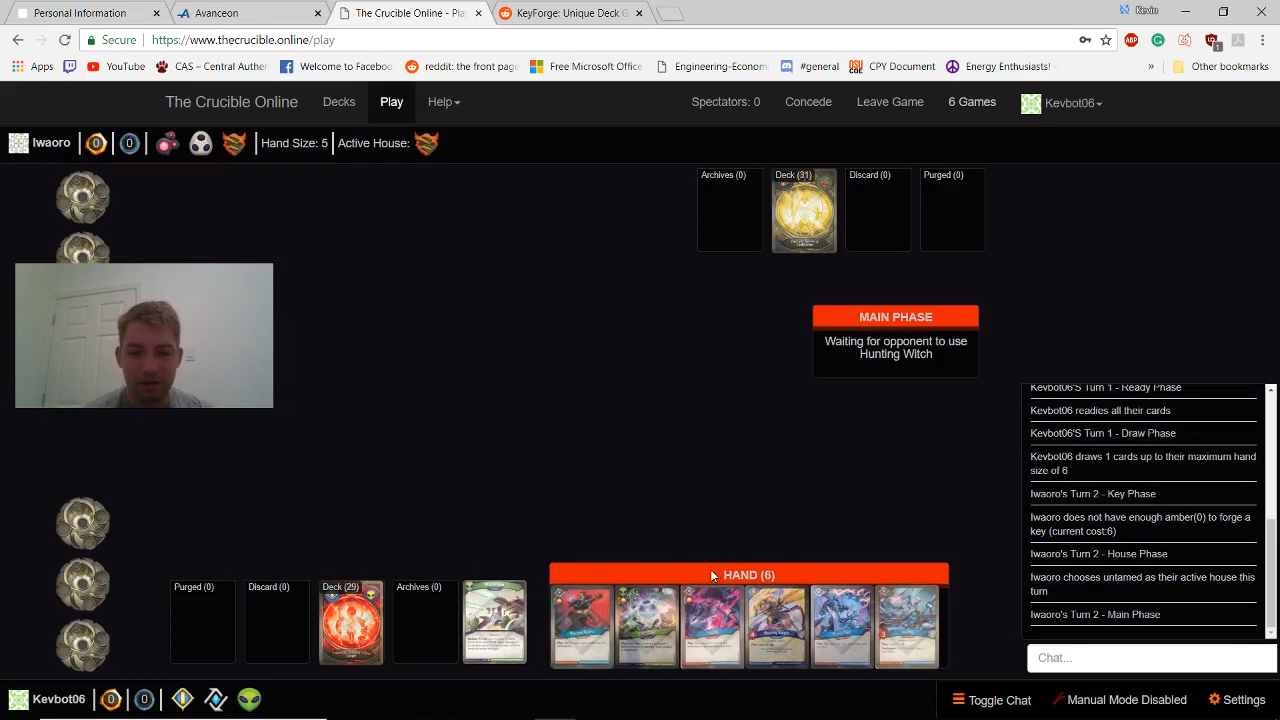 Personal Information
Avanceon
The Crucible Online - Play
KeyForge: Unique Deck G
Kevin
Secure
https://www.thecrucible.online/play
ABP
Apps
YouTube
CAS – Central Authen
Welcome to Facebook
reddit: the front page
Free Microsoft Office
Engineering-Econom
#general
CPY Document
Energy Enthusiasts!
»
Other bookmarks
The Crucible Online
Decks
Play
Help
Spectators: 0
Concede
Leave Game
6 Games
Kevbot06
Iwaoro
0
0
Hand Size: 5
Active House:
Archives (0)
Deck (31)
Discard (0)
Purged (0)
MAIN PHASE
Waiting for opponent to use
Hunting Witch
Kevbot06'S Turn 1 - Ready Phase
Kevbot06 readies all their cards
Kevbot06'S Turn 1 - Draw Phase
Kevbot06 draws 1 cards up to their maximum hand
size of 6
Iwaoro's Turn 2 - Key Phase
Iwaoro does not have enough amber(0) to forge a
key (current cost:6)
Iwaoro's Turn 2 - House Phase
Iwaoro chooses untamed as their active house this
turn
Iwaoro's Turn 2 - Main Phase
Chat...
Purged (0)
Discard (0)
Deck (29)
Archives (0)
HAND (6)
Kevbot06
0
0
Toggle Chat
Manual Mode Disabled
Settings